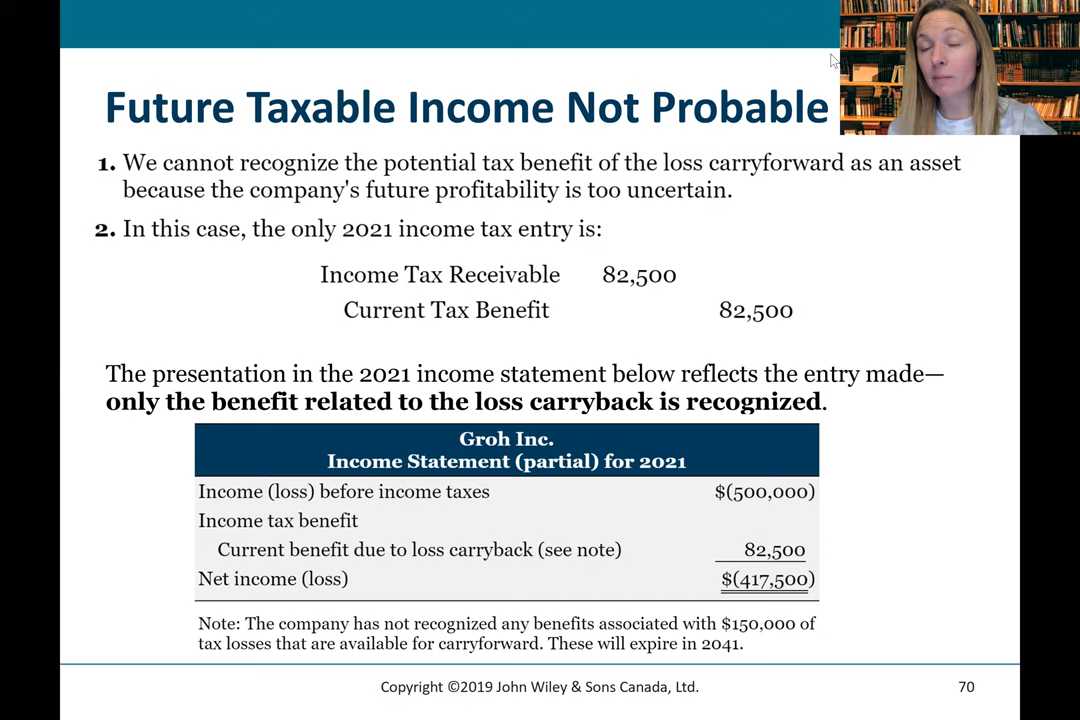 Future Taxable Income Not Probable
1. We cannot recognize the potential tax benefit of the loss carryforward as an asset
because the company's future profitability is too uncertain.
2. In this case, the only 2021 income tax entry is:
Income Tax Receivable 82,500
Current Tax Benefit 82,500
The presentation in the 2021 income statement below reflects the entry made—
only the benefit related to the loss carryback is recognized.
Groh Inc.
Income Statement (partial) for 2021
Income (loss) before income taxes $(500,000)
Income tax benefit
Current benefit due to loss carryback (see note) 82,500
Net income (loss) $(417,500)
Note: The company has not recognized any benefits associated with $150,000 of
tax losses that are available for carryforward. These will expire in 2041.
Copyright ©2019 John Wiley & Sons Canada, Ltd. 70